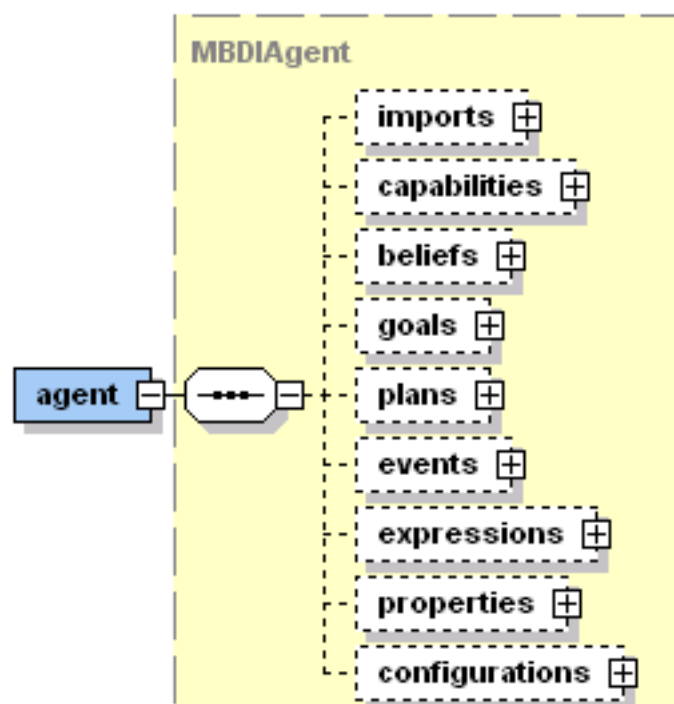 MBDIAgent
imports
capabilities
beliefs
goals
agent
plans
events
expressions
properties
configurations